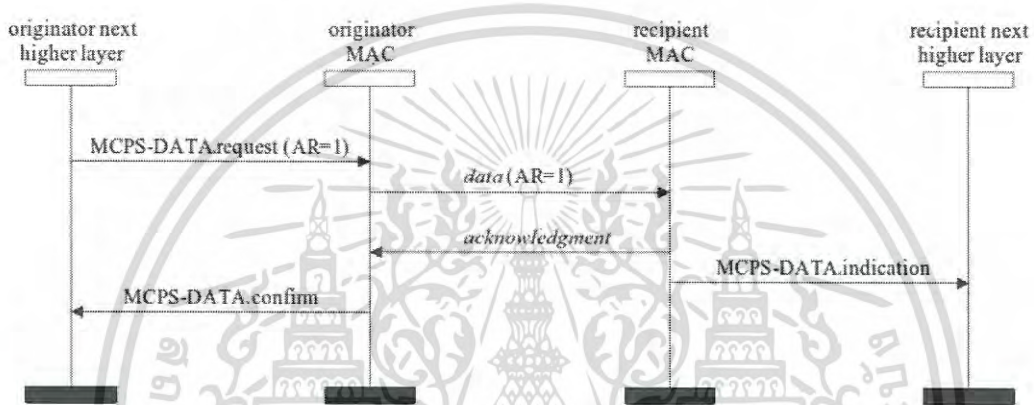 originator next
higher layer
originator
MAC
recipient
MAC
recipient next
higher layer
MCPS-DATA.request (AR=1)
data (AR=1)
acknowledgment
MCPS-DATA.indication
MCPS-DATA.confirm